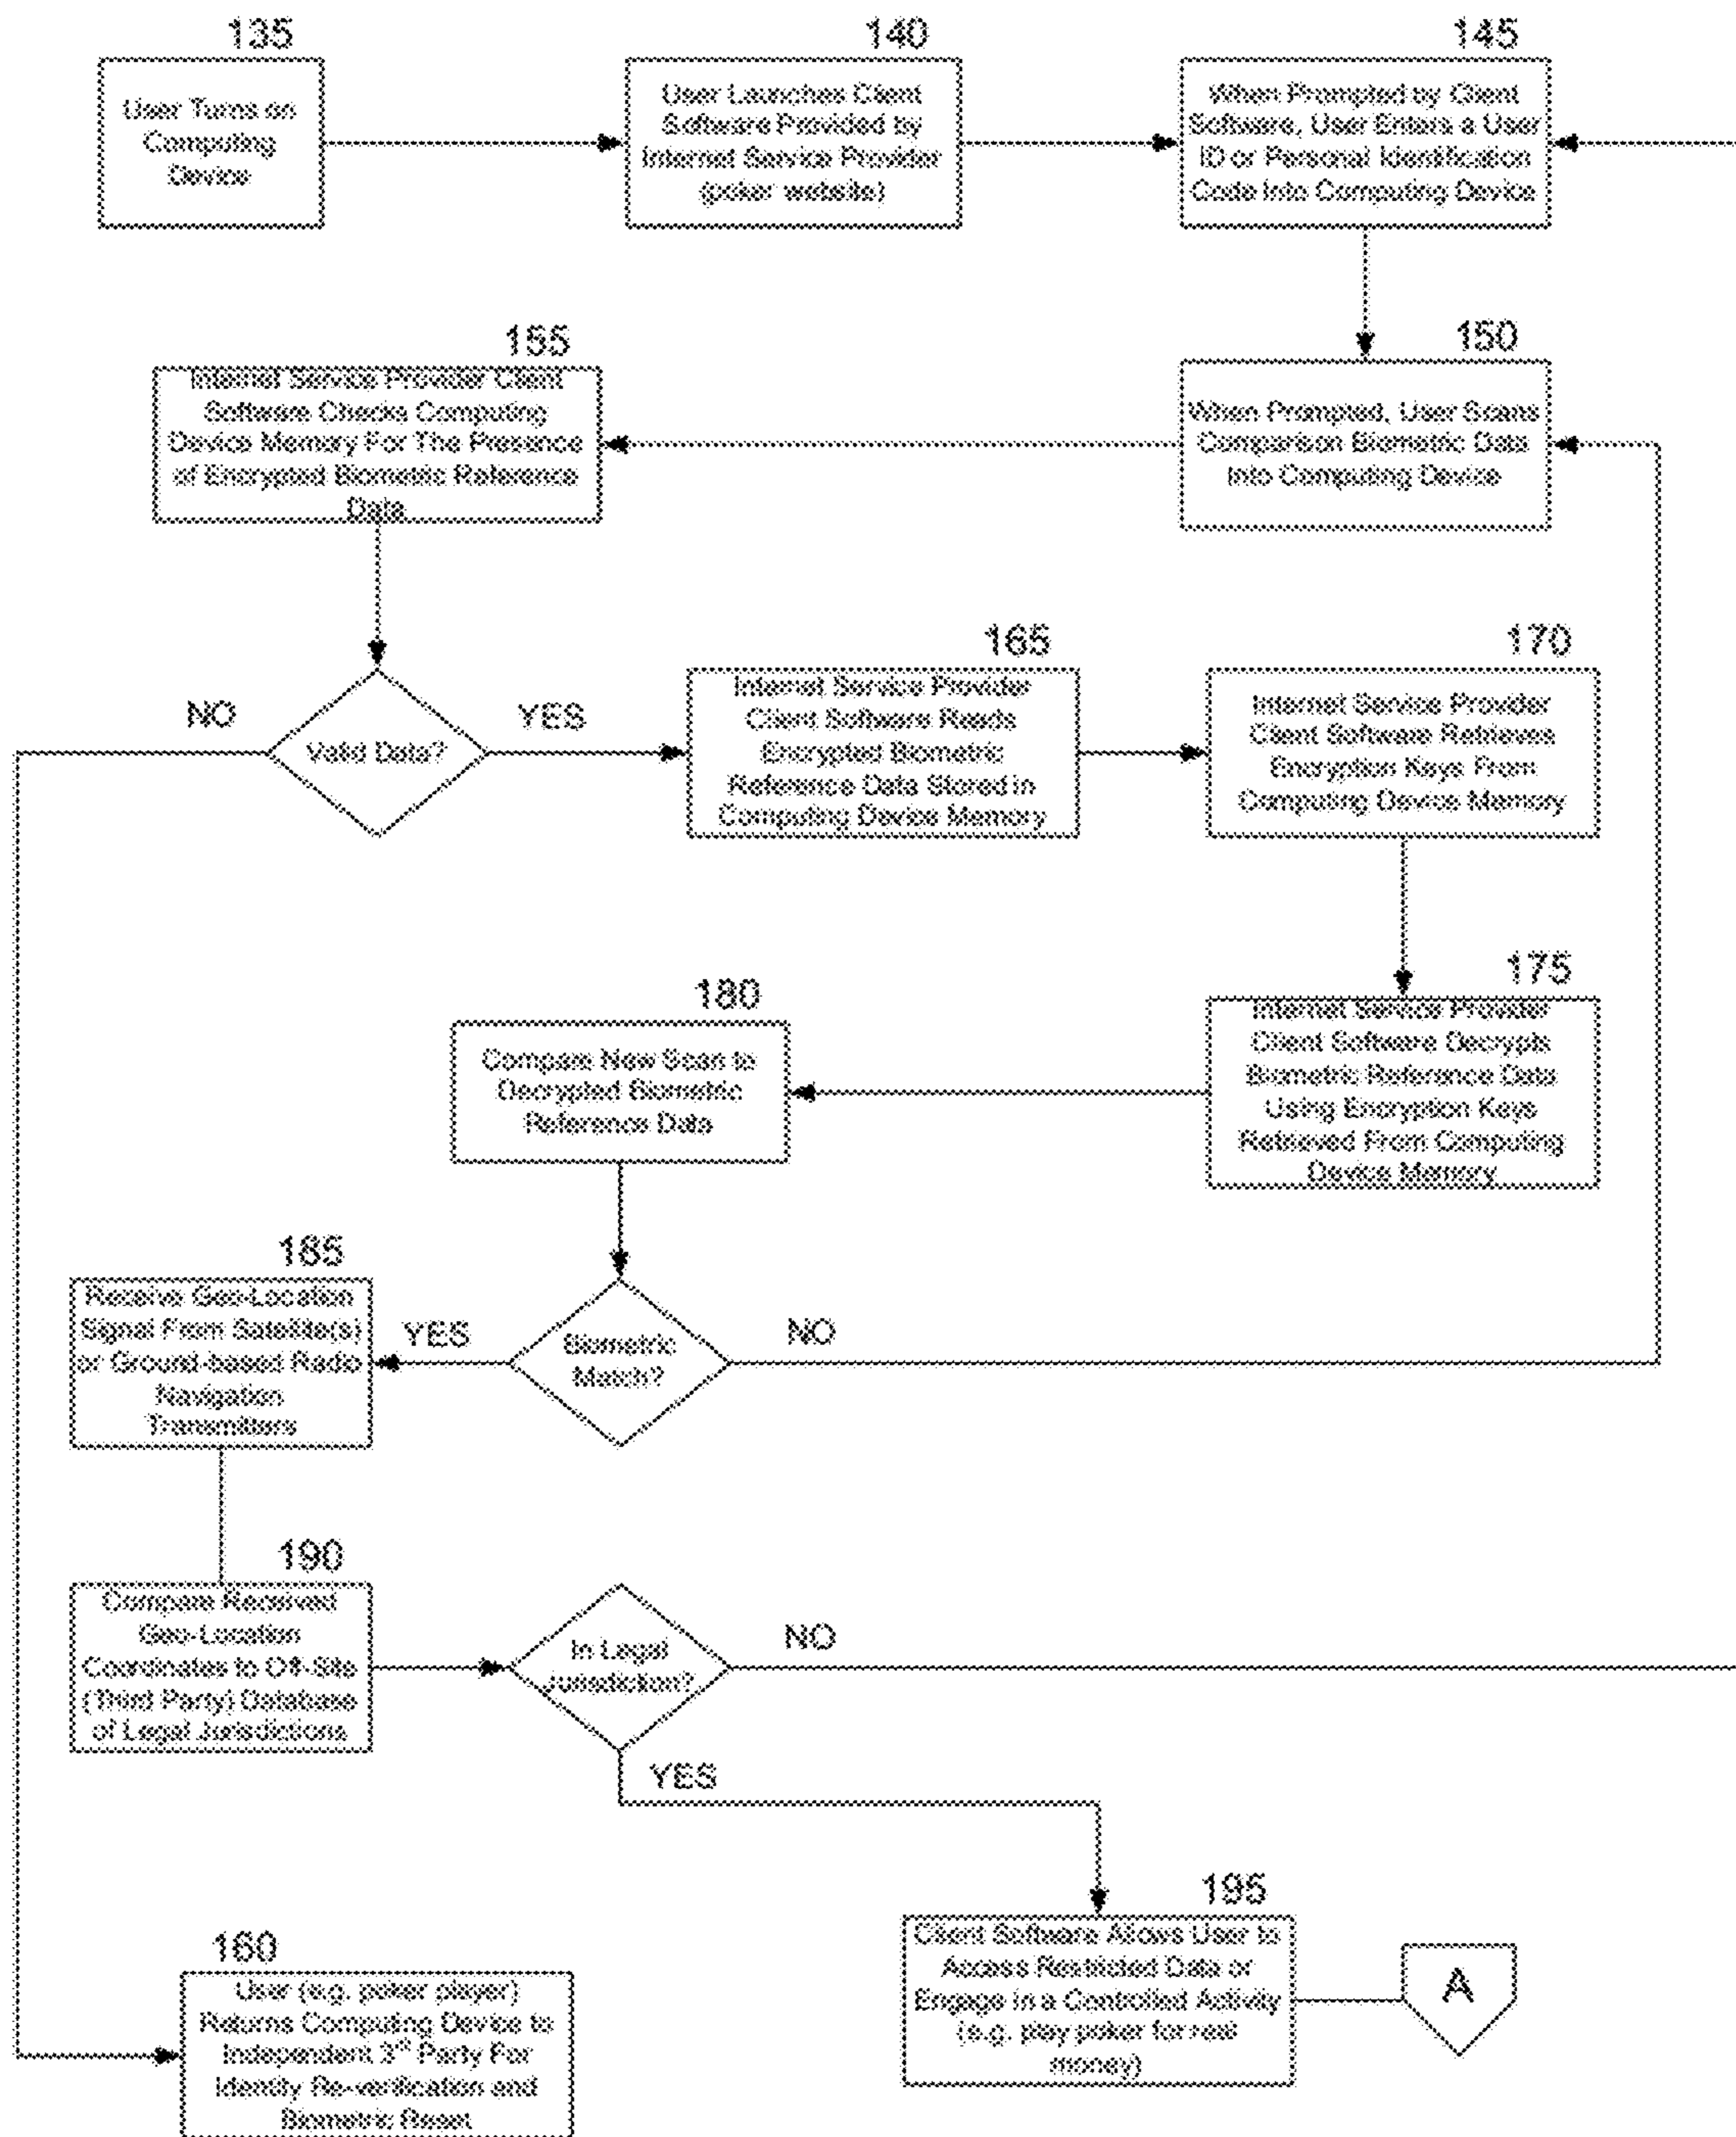 135
User Turns on
Computing
Device
140
User Launches Client
Software Provided by
Internet Service Provider
(poker website)
145
When Prompted by Client
Software, User Enters a User
ID or Personal Identification
Code into Computing Device
150
When Prompted, User Scans
Comparison Biometric Data
Into Computing Device
155
Internet Service Provider Client
Software Checks Computing
Device Memory For The Presence
of Encrypted Biometric Reference
Data
Valid Data?
NO
YES
165
Internet Service Provider
Client Software Reads
Encrypted Biometric
Reference Data Stored in
Computing Device Memory
170
Internet Service Provider
Client Software Retrieves
Encryption Keys From
Computing Device Memory
175
Internet Service Provider
Client Software Decrypts
Biometric Reference Data
Using Encryption Keys
Retrieved From Computing
Device Memory
180
Compare New Scan to
Decrypted Biometric
Reference Data
Biometric
Match?
YES
NO
185
Receive Geo-Location
Signal From Satellite(s)
or Ground-based Radio
Navigation
Transmitters
190
Compare Received
Geo-Location
Coordinates to Off-Site
(Third Party) Database
of Legal Jurisdictions
In Legal
Jurisdiction?
NO
YES
195
Client Software Allows User to
Access Restricted Data or
Engage in a Controlled Activity
(e.g. play poker for real
money)
A
160
User (e.g. poker player)
Returns Computing Device to
Independent 3rd Party For
Identity Re-verification and
Biometric Reset